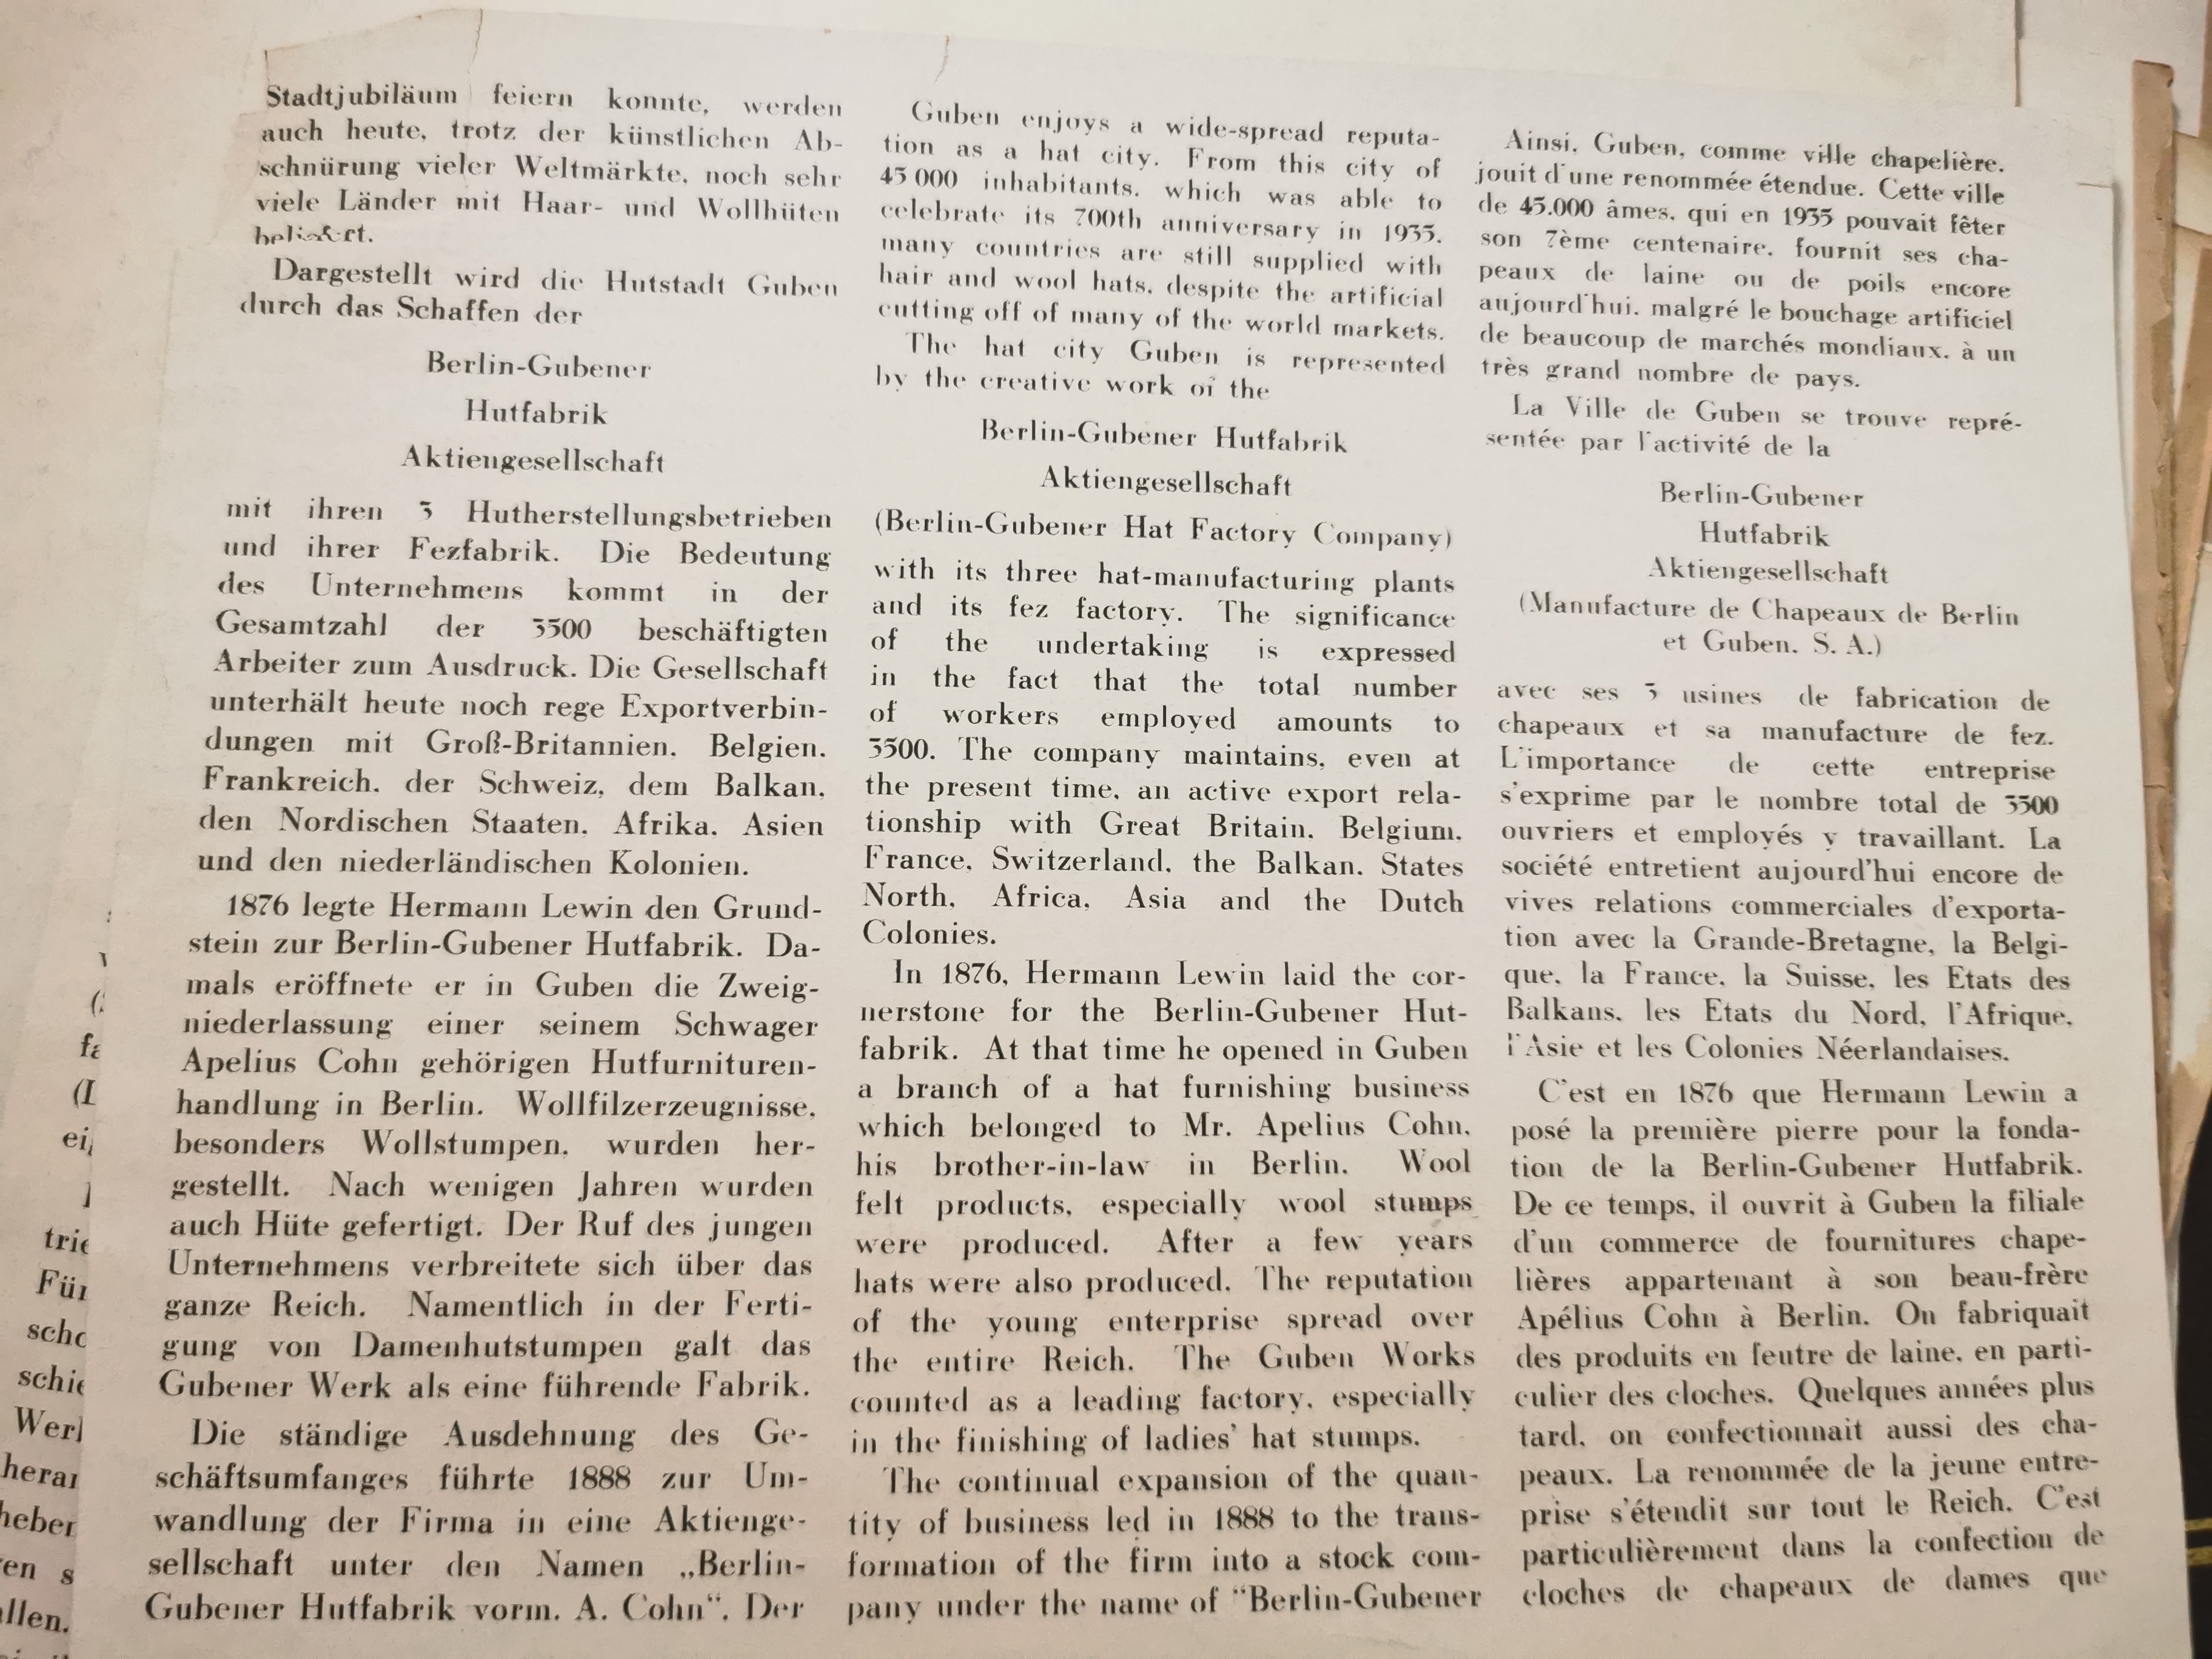 Stadtjubiläum feiern konnte, werden
auch heute, trotz der künstlichen Ab-
schnürung vieler Weltmärkte, noch sehr
viele Länder mit Haar- und Wollhüten
beliefert.
Dargestellt wird die Hutstadt Guben
durch das Schaffen der
Berlin-Gubener
Hutfabrik
Aktiengesellschaft
mit ihren 3 Hutherstellungsbetrieben
und ihrer Fezfabrik. Die Bedeutung
des Unternehmens kommt in der
Gesamtzahl der 3500 beschäftigten
Arbeiter zum Ausdruck. Die Gesellschaft
unterhält heute noch rege Exportverbin-
dungen mit Groß-Britannien, Belgien,
Frankreich, der Schweiz, dem Balkan,
den Nordischen Staaten, Afrika, Asien
und den niederländischen Kolonien.
1876 legte Hermann Lewin den Grund-
stein zur Berlin-Gubener Hutfabrik. Da-
mals eröffnete er in Guben die Zweig-
niederlassung einer seinem Schwager
Apelius Cohn gehörigen Hutfurnituren-
handlung in Berlin. Wollfilzerzeugnisse,
besonders Wollstumpen, wurden her-
gestellt. Nach wenigen Jahren wurden
auch Hüte gefertigt. Der Ruf des jungen
Unternehmens verbreitete sich über das
ganze Reich. Namentlich in der Ferti-
gung von Damenhutstumpen galt das
Gubener Werk als eine führende Fabrik.
Die ständige Ausdehnung des Ge-
schäftsumfanges führte 1888 zur Um-
wandlung der Firma in eine Aktienge-
sellschaft unter den Namen „Berlin-
Gubener Hutfabrik vorm. A. Cohn“. Der
Guben enjoys a wide-spread reputa-
tion as a hat city. From this city of
45 000 inhabitants, which was able to
celebrate its 700th anniversary in 1935,
many countries are still supplied with
hair and wool hats, despite the artificial
cutting off of many of the world markets.
The hat city Guben is represented
by the creative work of the
Berlin-Gubener Hutfabrik
Aktiengesellschaft
(Berlin-Gubener Hat Factory Company)
with its three hat-manufacturing plants
and its fez factory. The significance
of the undertaking is expressed
in the fact that the total number
of workers employed amounts to
3500. The company maintains, even at
the present time, an active export rela-
tionship with Great Britain, Belgium,
France, Switzerland, the Balkan, States
North, Africa, Asia and the Dutch
Colonies.
In 1876, Hermann Lewin laid the cor-
nerstone for the Berlin-Gubener Hut-
fabrik. At that time he opened in Guben
a branch of a hat furnishing business
which belonged to Mr. Apelius Cohn,
his brother-in-law in Berlin. Wool
felt products, especially wool stumps
were produced. After a few years
hats were also produced. The reputation
of the young enterprise spread over
the entire Reich. The Guben Works
counted as a leading factory, especially
in the finishing of ladies' hat stumps.
The continual expansion of the quan-
tity of business led in 1888 to the trans-
formation of the firm into a stock com-
pany under the name of "Berlin-Gubener
Ainsi, Guben, comme ville chapelière,
jouit d'une renommée étendue. Cette ville
de 45.000 âmes, qui en 1935 pouvait fêter
son 7ème centenaire, fournit ses cha-
peaux de laine ou de poils encore
aujourd'hui, malgré le bouchage artificiel
de beaucoup de marchés mondiaux, à un
très grand nombre de pays.
La Ville de Guben se trouve repré-
sentée par l'activité de la
Berlin-Gubener
Hutfabrik
Aktiengesellschaft
(Manufacture de Chapeaux de Berlin
et Guben. S. A.)
avec ses 3 usines de fabrication de
chapeaux et sa manufacture de fez.
L'importance de cette entreprise
s'exprime par le nombre total de 3500
ouvriers et employés y travaillant. La
société entretient aujourd'hui encore de
vives relations commerciales d'exporta-
tion avec la Grande-Bretagne, la Belgi-
que, la France, la Suisse, les Etats des
Balkans, les Etats du Nord, l'Afrique,
l'Asie et les Colonies Néerlandaises.
C'est en 1876 que Hermann Lewin a
posé la première pierre pour la fonda-
tion de la Berlin-Gubener Hutfabrik.
De ce temps, il ouvrit à Guben la filiale
d'un commerce de fournitures chape-
lières appartenant à son beau-frère
Apélius Cohn à Berlin. On fabriquait
des produits en feutre de laine, en parti-
culier des cloches. Quelques années plus
tard, on confectionnait aussi des cha-
peaux. La renommée de la jeune entre-
prise s'étendit sur tout le Reich. C'est
particulièrement dans la confection de
cloches de chapeaux de dames que